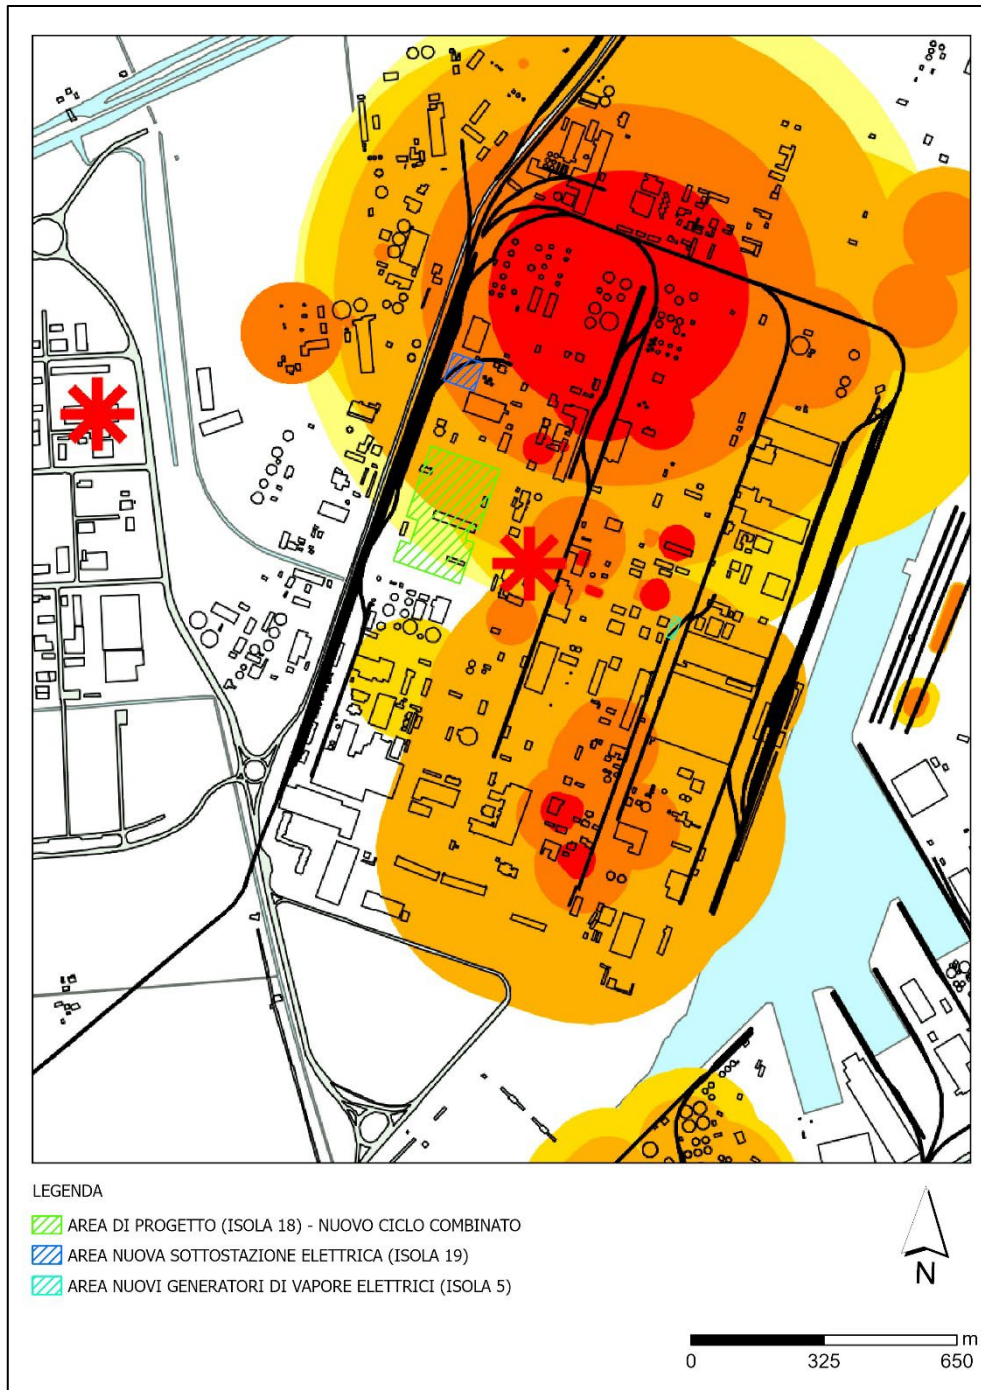 LEGENDA
AREA DI PROGETTO (ISOLA 18) - NUOVO CICLO COMBINATO
AREA NUOVA SOTTOSTAZIONE ELETTRICA (ISOLA 19)
AREA NUOVI GENERATORI DI VAPORE ELETTRICI (ISOLA 5)
N
m
0 325 650